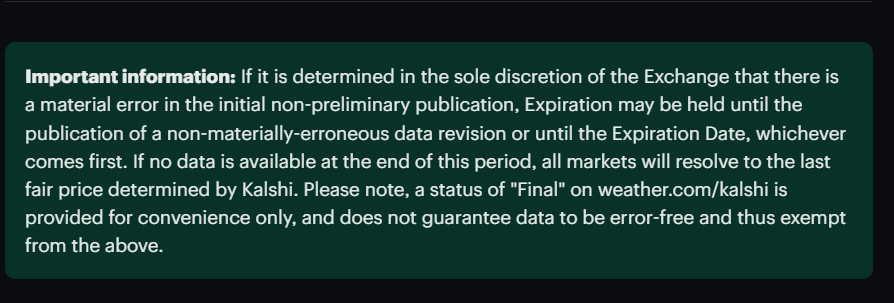 Important information: If it is determined in the sole discretion of the Exchange that there is
a material error in the initial non-preliminary publication, Expiration may be held until the
publication of a non-materially-erroneous data revision or until the Expiration Date, whichever
comes first. If no data is available at the end of this period, all markets will resolve to the last
fair price determined by Kalshi. Please note, a status of "Final" on weather.com/kalshi is
provided for convenience only, and does not guarantee data to be error-free and thus exempt
from the above.